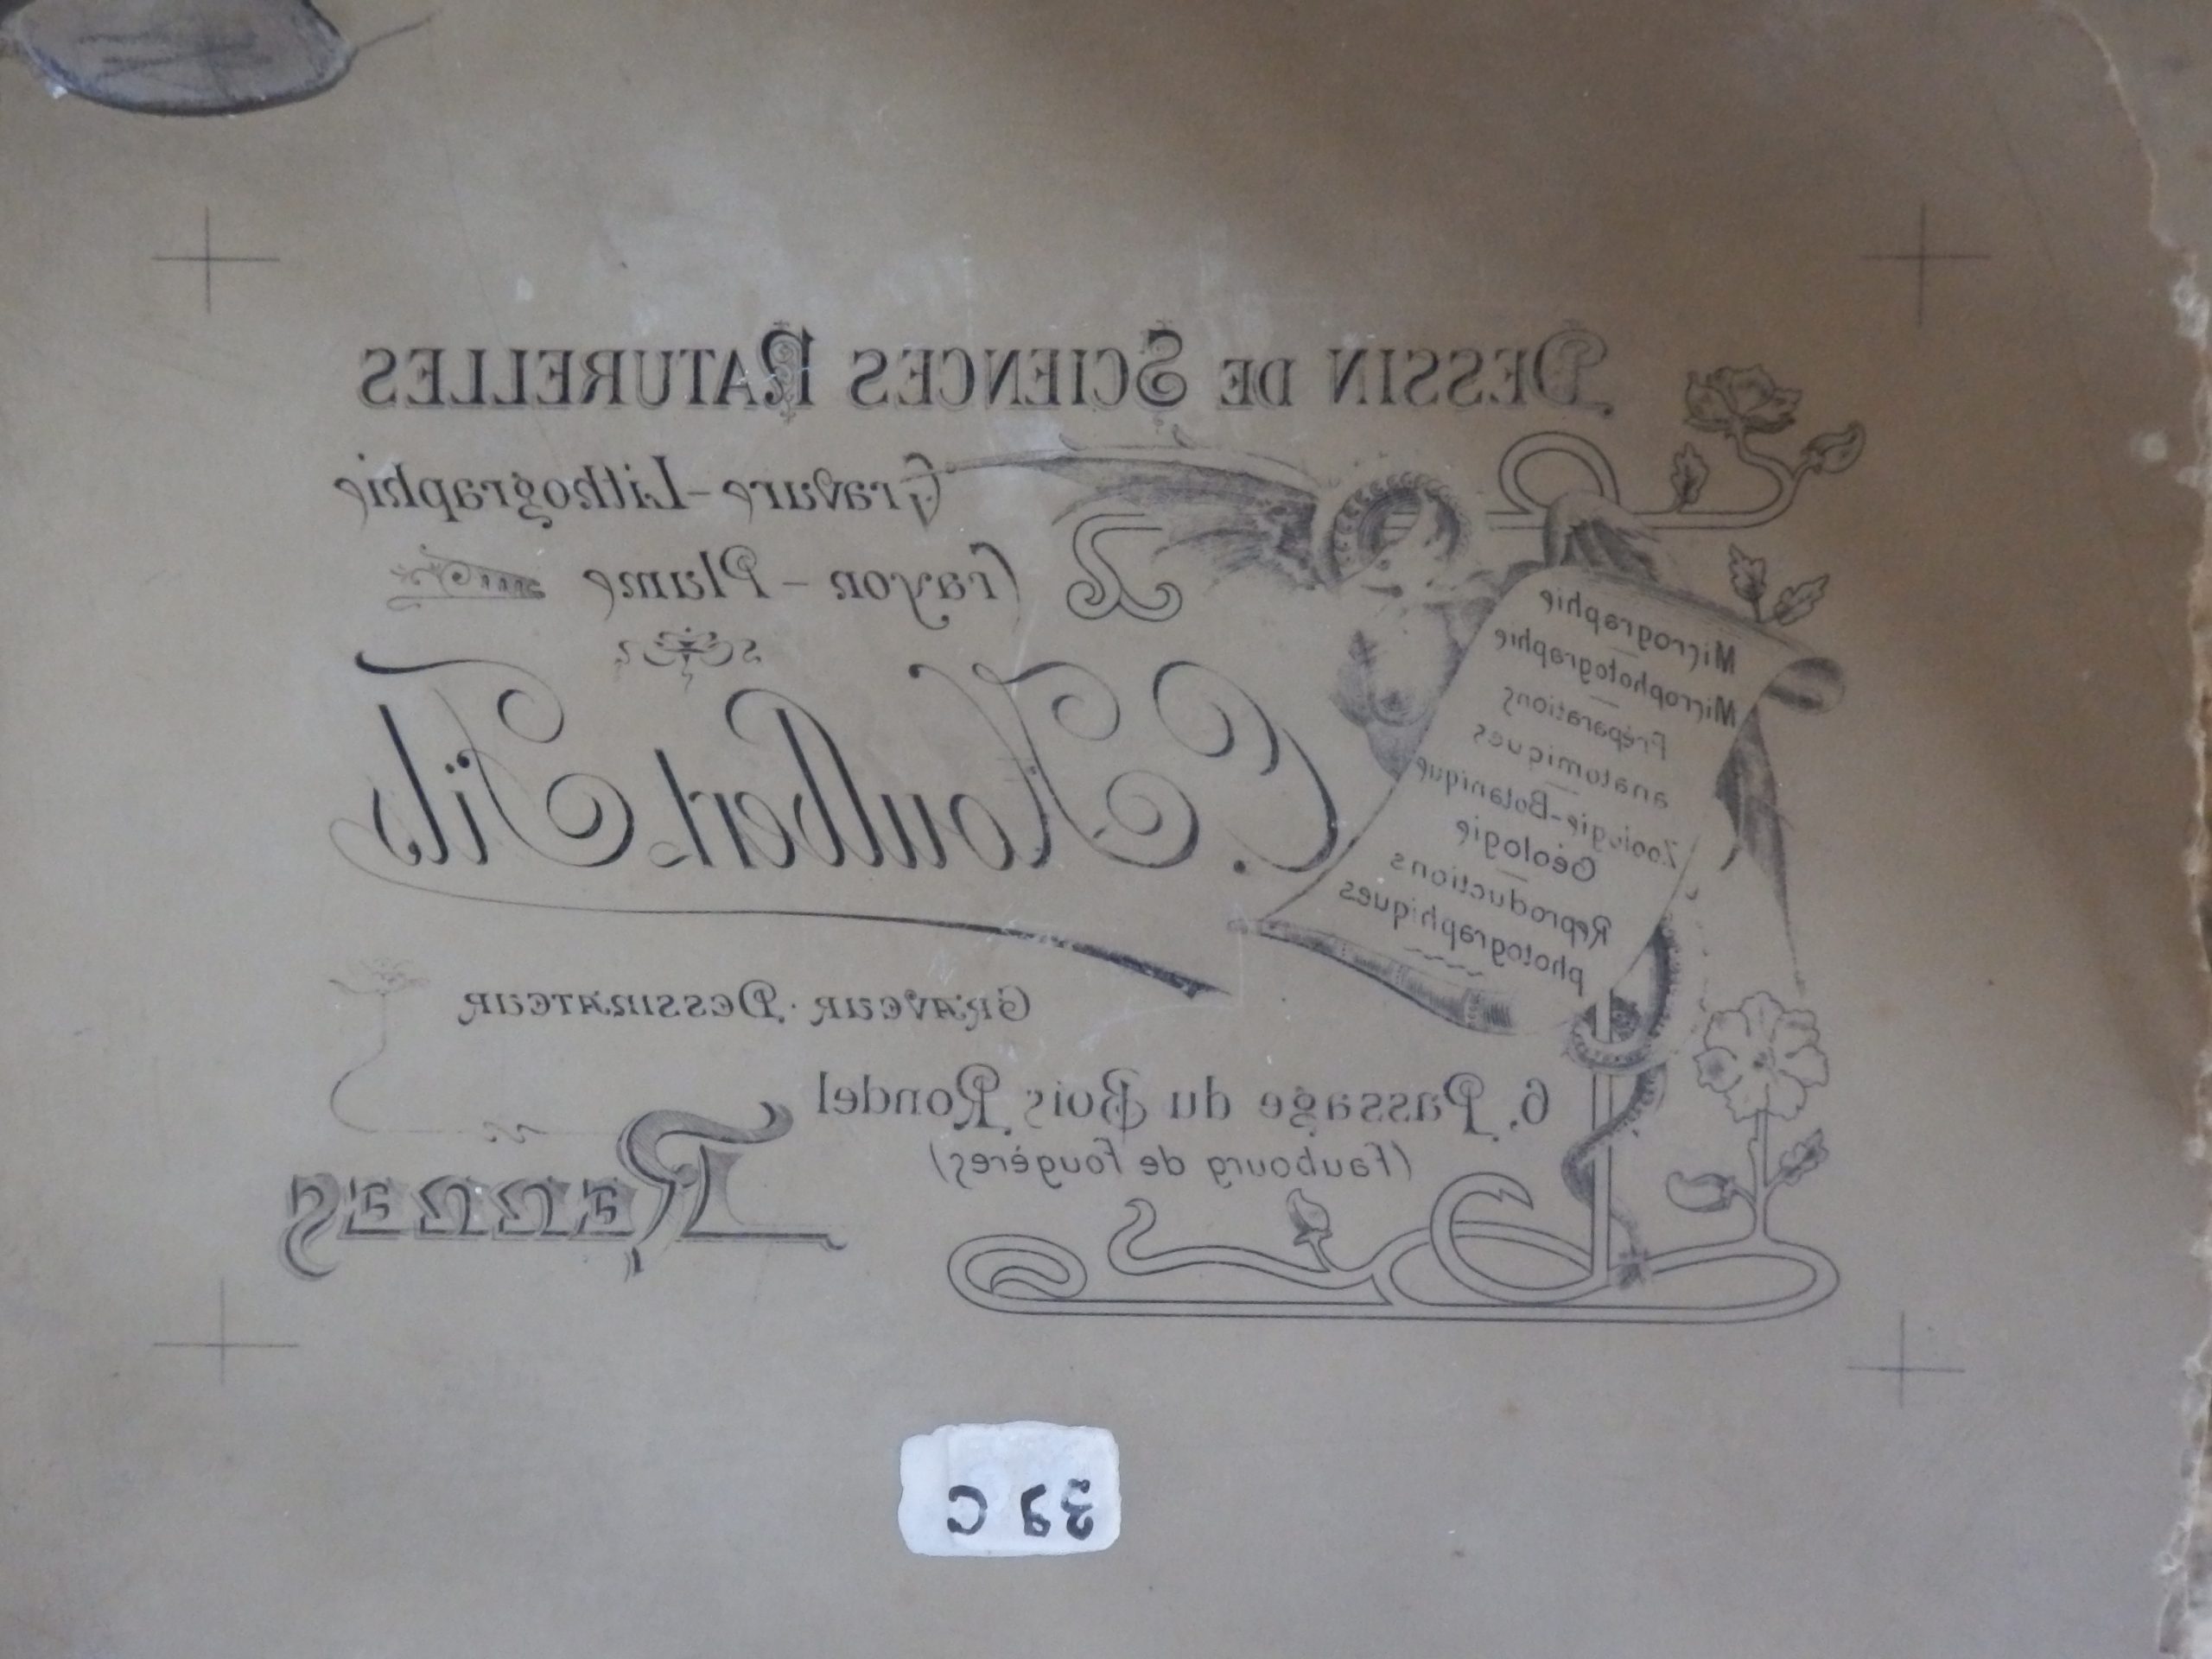 DESSIN DE SCIENCES NATURELLES
Gravure-Lithographie
Crayon - Plume
C. Houlbert Fils
GRAVEUR-DESSINATEUR
6, Passage du Bois Rondel
(Faubourg de Fougères)
Rennes
Micrographie
Microphotographie
Préparations
anatomiques
Zoologie-Botanique
Géologie
Reproductions
photographiques
39 C